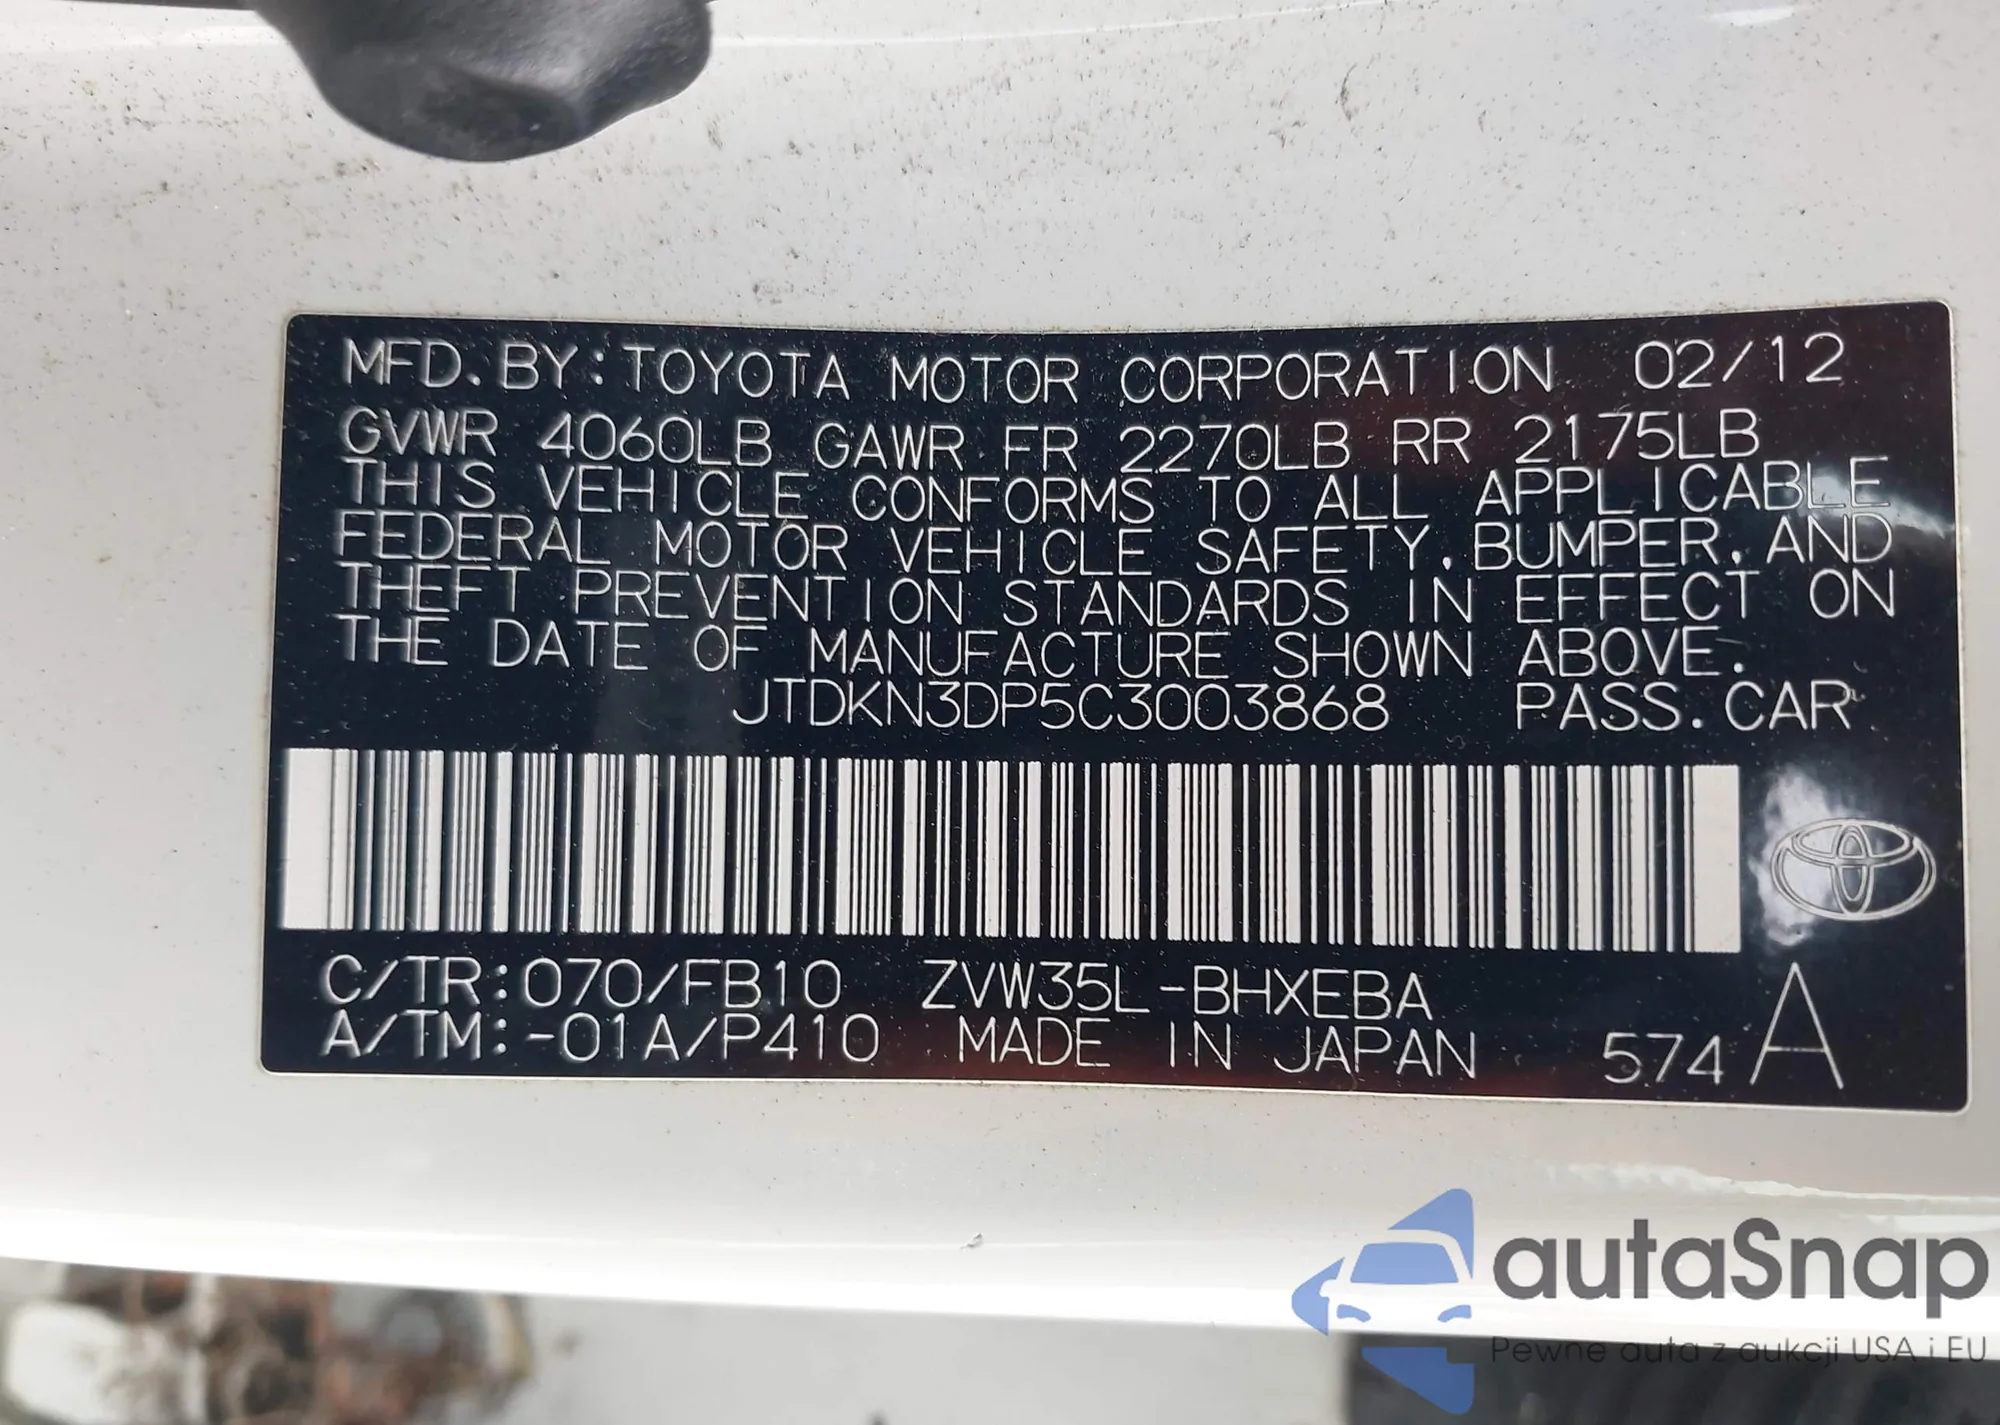 MFD. BY: TOYOTA MOTOR CORPORATION 02/12
GVWR 4060LB GAWR FR 2270LB RR 2175LB
THIS VEHICLE CONFORMS TO ALL APPLICABLE
FEDERAL MOTOR VEHICLE SAFETY, BUMPER, AND
THEFT PREVENTION STANDARDS IN EFFECT ON
THE DATE OF MANUFACTURE SHOWN ABOVE.
JTDKN3DP5C3003868 PASS. CAR
C/TR: 070/FB10 ZVW35L-BHXEBA
A/TM: -01A/P410 MADE IN JAPAN 574 A
autaSnap
Pewne auta z aukcji USA i EU